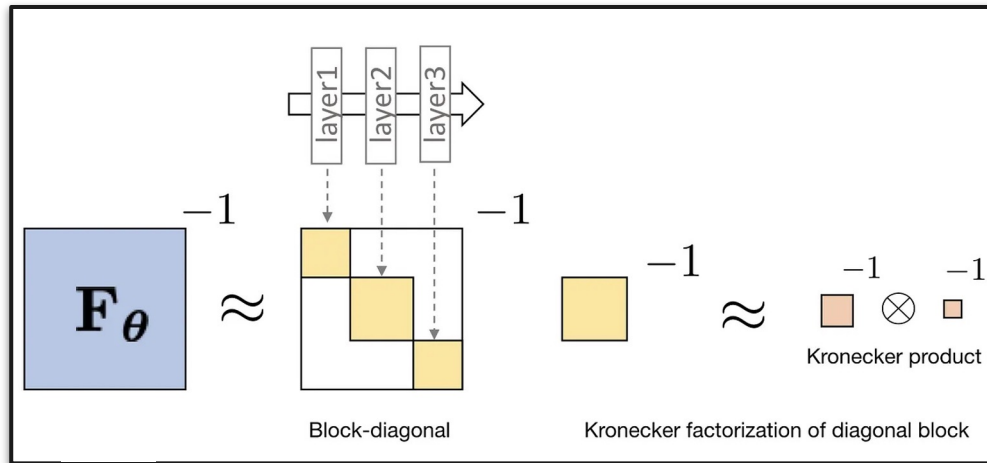 layer1
layer2
layer3
F_θ
−1
≈
−1
−1
≈
−1
⊗
−1
Kronecker product
Block-diagonal
Kronecker factorization of diagonal block